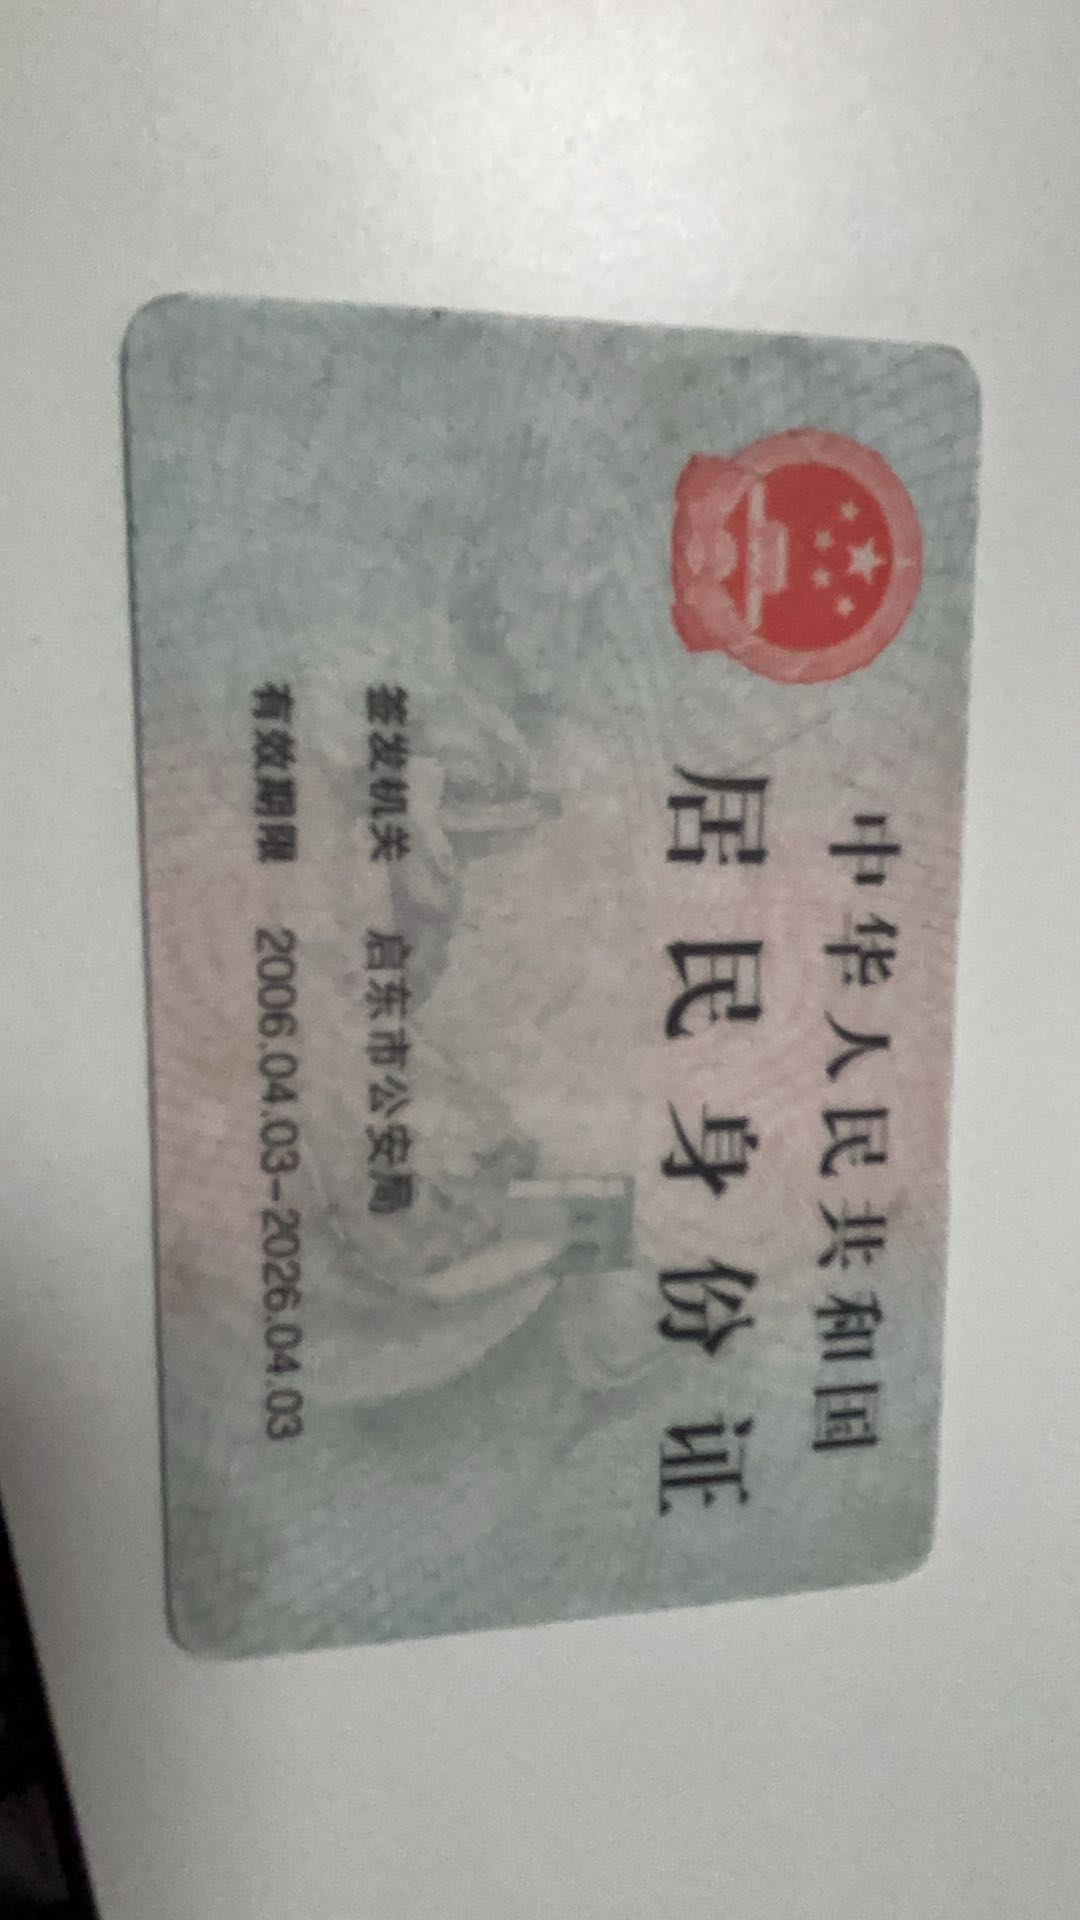 中华人民共和国
居民身份证
签发机关 启东市公安局
有效期限 2006.04.03-2026.04.03